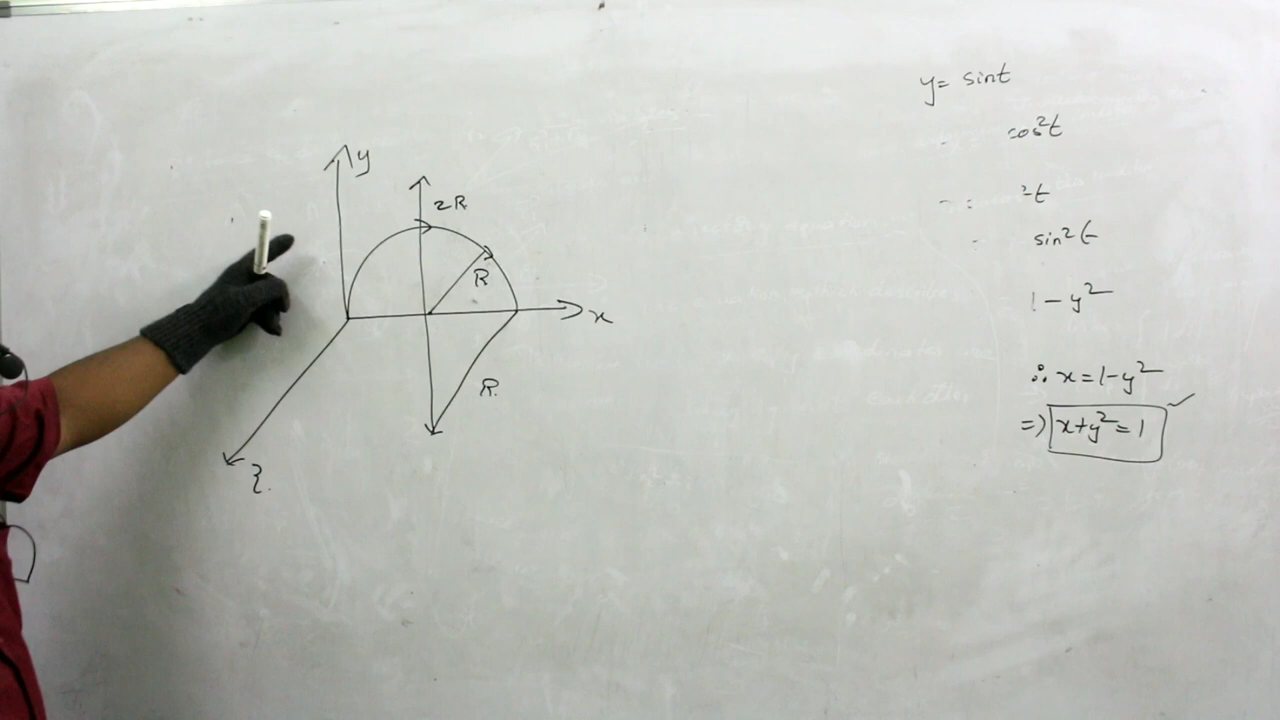 y
2R
R
x
R.
z.
y= sint
cos²t
²t
sin²t
1-y²
∴ x=1-y²
=) x+y²=1 ✓